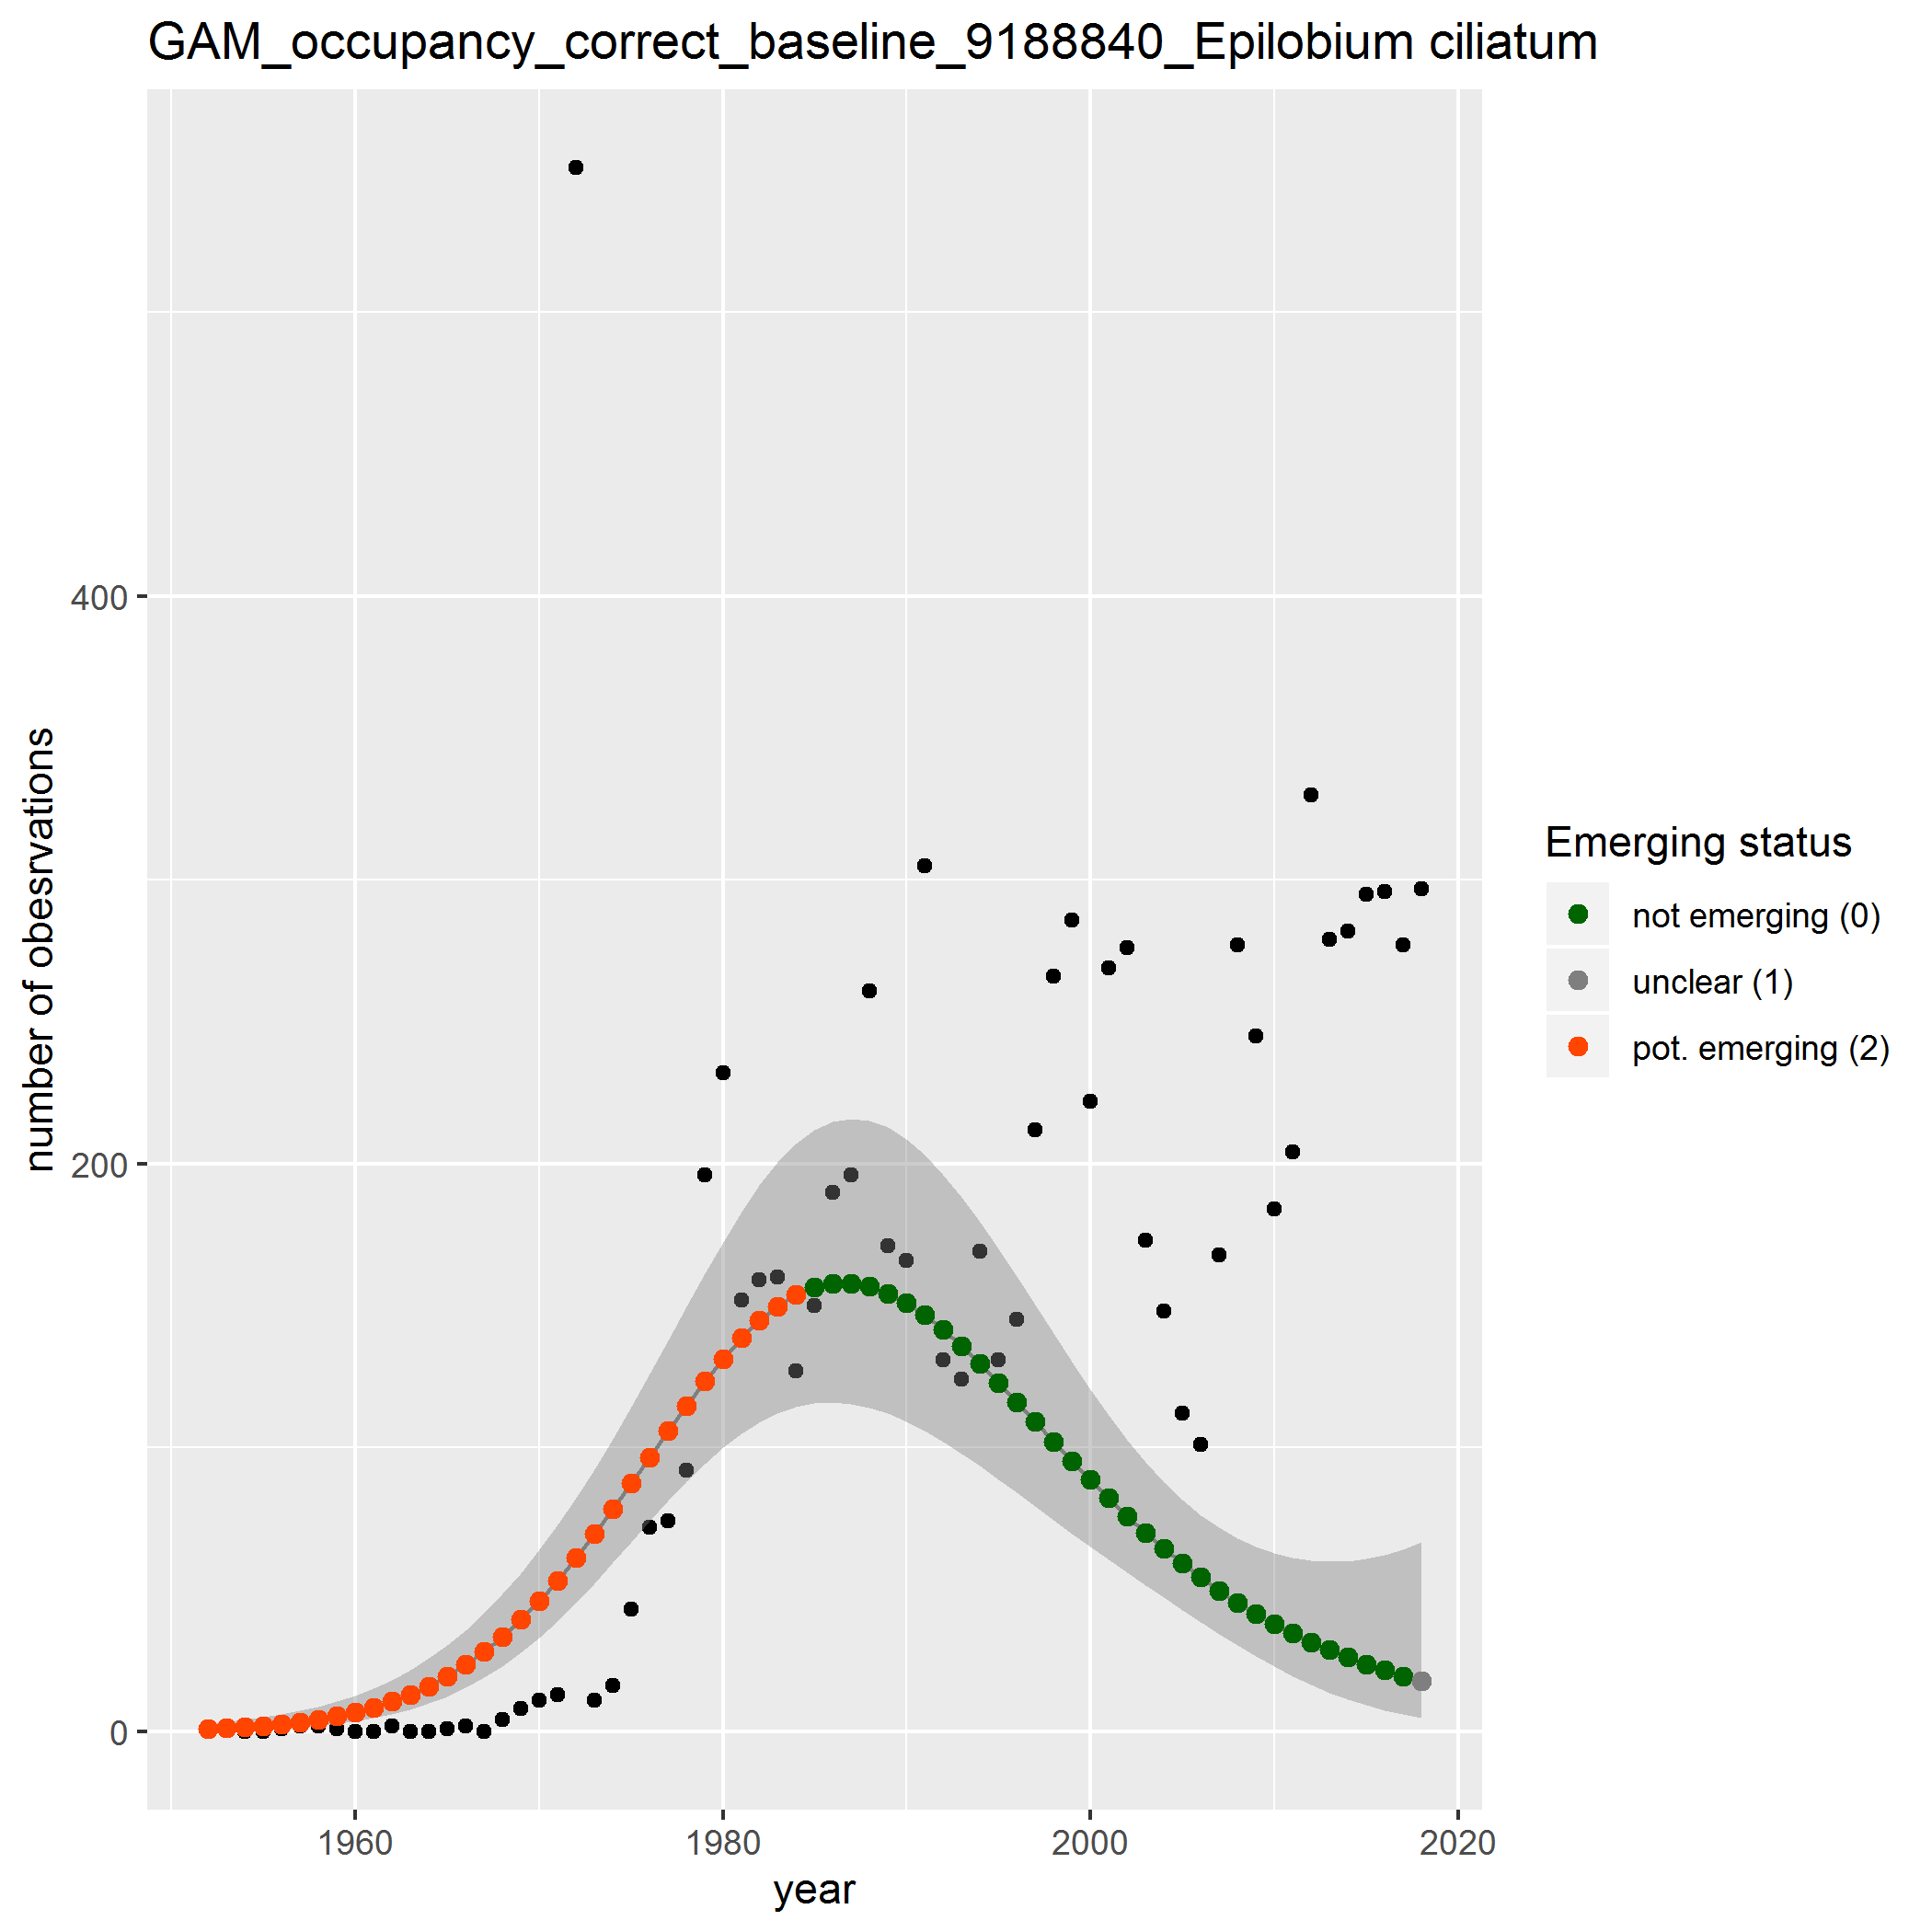 GAM_occupancy_correct_baseline_9188840_Epilobium ciliatum
number of obesrvations
400
200
0
1960
1980
2000
2020
year
Emerging status
not emerging (0)
unclear (1)
pot. emerging (2)